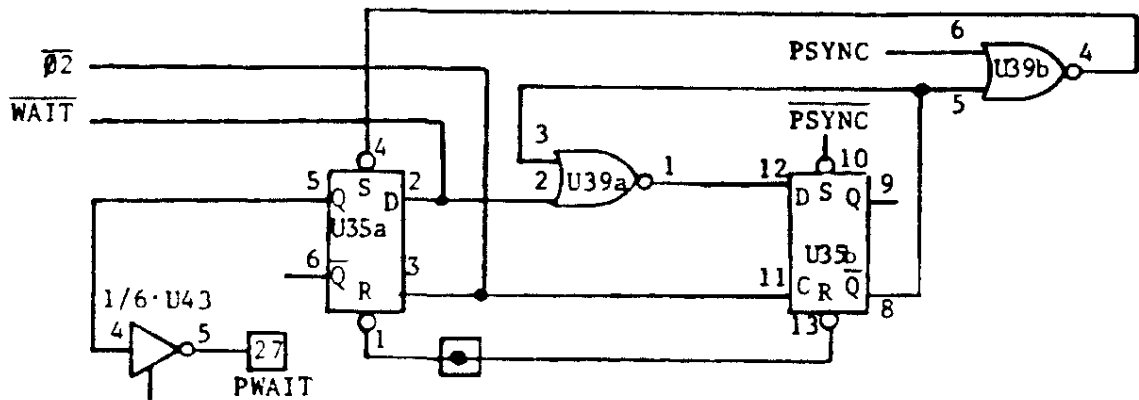 6
PSYNC
4
U39b
5
Ø2
WAIT
PSYNC
4
3
10
1
12
9
5
S
2
2
U39a
D
S
Q
Q
D
U35a
U35b
6
Q
3
11
C
R
Q
R
8
1/6·U43
1
13
4
5
27
PWAIT